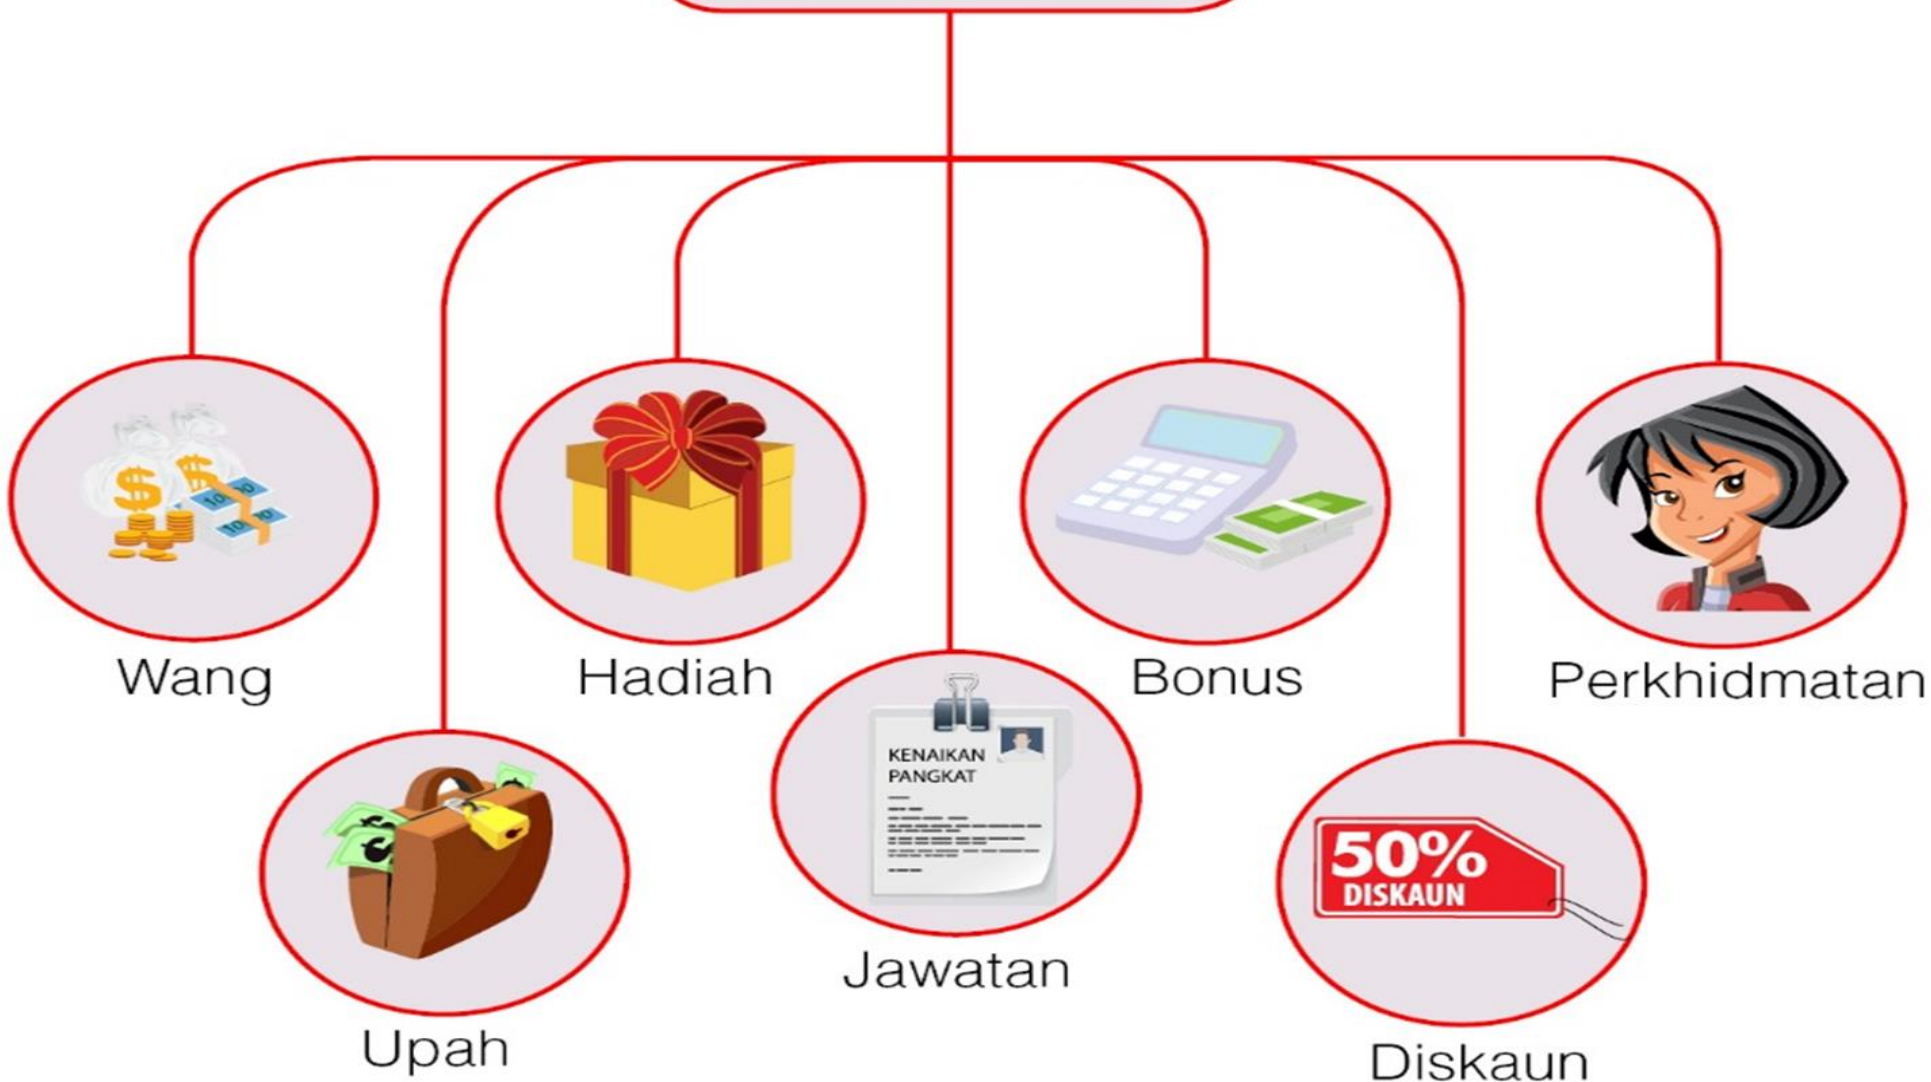 Wang
Hadiah
Bonus
Perkhidmatan
KENAIKAN
PANGKAT
Upah
Jawatan
50%
DISKAUN
Diskaun